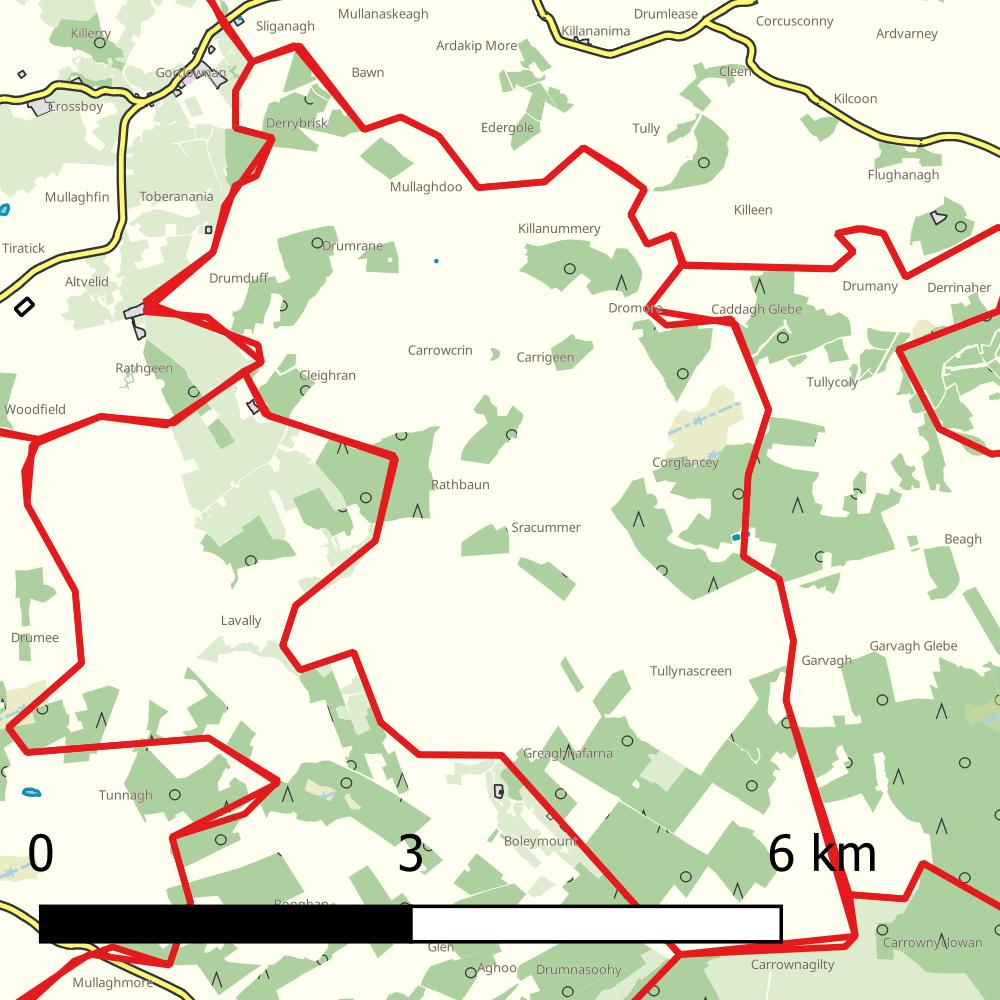 Mullanaskeagh
Drumlease
Corcusconny
Sliganagh
Killananima
Killerry
Ardvarney
Ardakip More
Gortlownan
Bawn
Cleen
Kilcoon
Crossboy
Derrybrisk
Edergole
Tully
Flughanagh
Mullaghdoo
Mullaghfin
Toberanania
Killeen
Killanummery
Tiratick
Drumrane
Drumduff
Altvelid
Drumany
Derrinaher
Dromore
Caddagh Glebe
Carrowcrin
Carrigeen
Rathgeen
Cleighran
Tullycoly
Woodfield
Corglancey
Rathbaun
Sracummer
Beagh
Lavally
Drumee
Garvagh Glebe
Garvagh
Tullynascreen
Greaghnafarna
Tunnagh
Boleymount
0 3 6 km
Glen
Carrownyclowan
Carrownagilty
Aghoo
Drumnasoohy
Mullaghmore